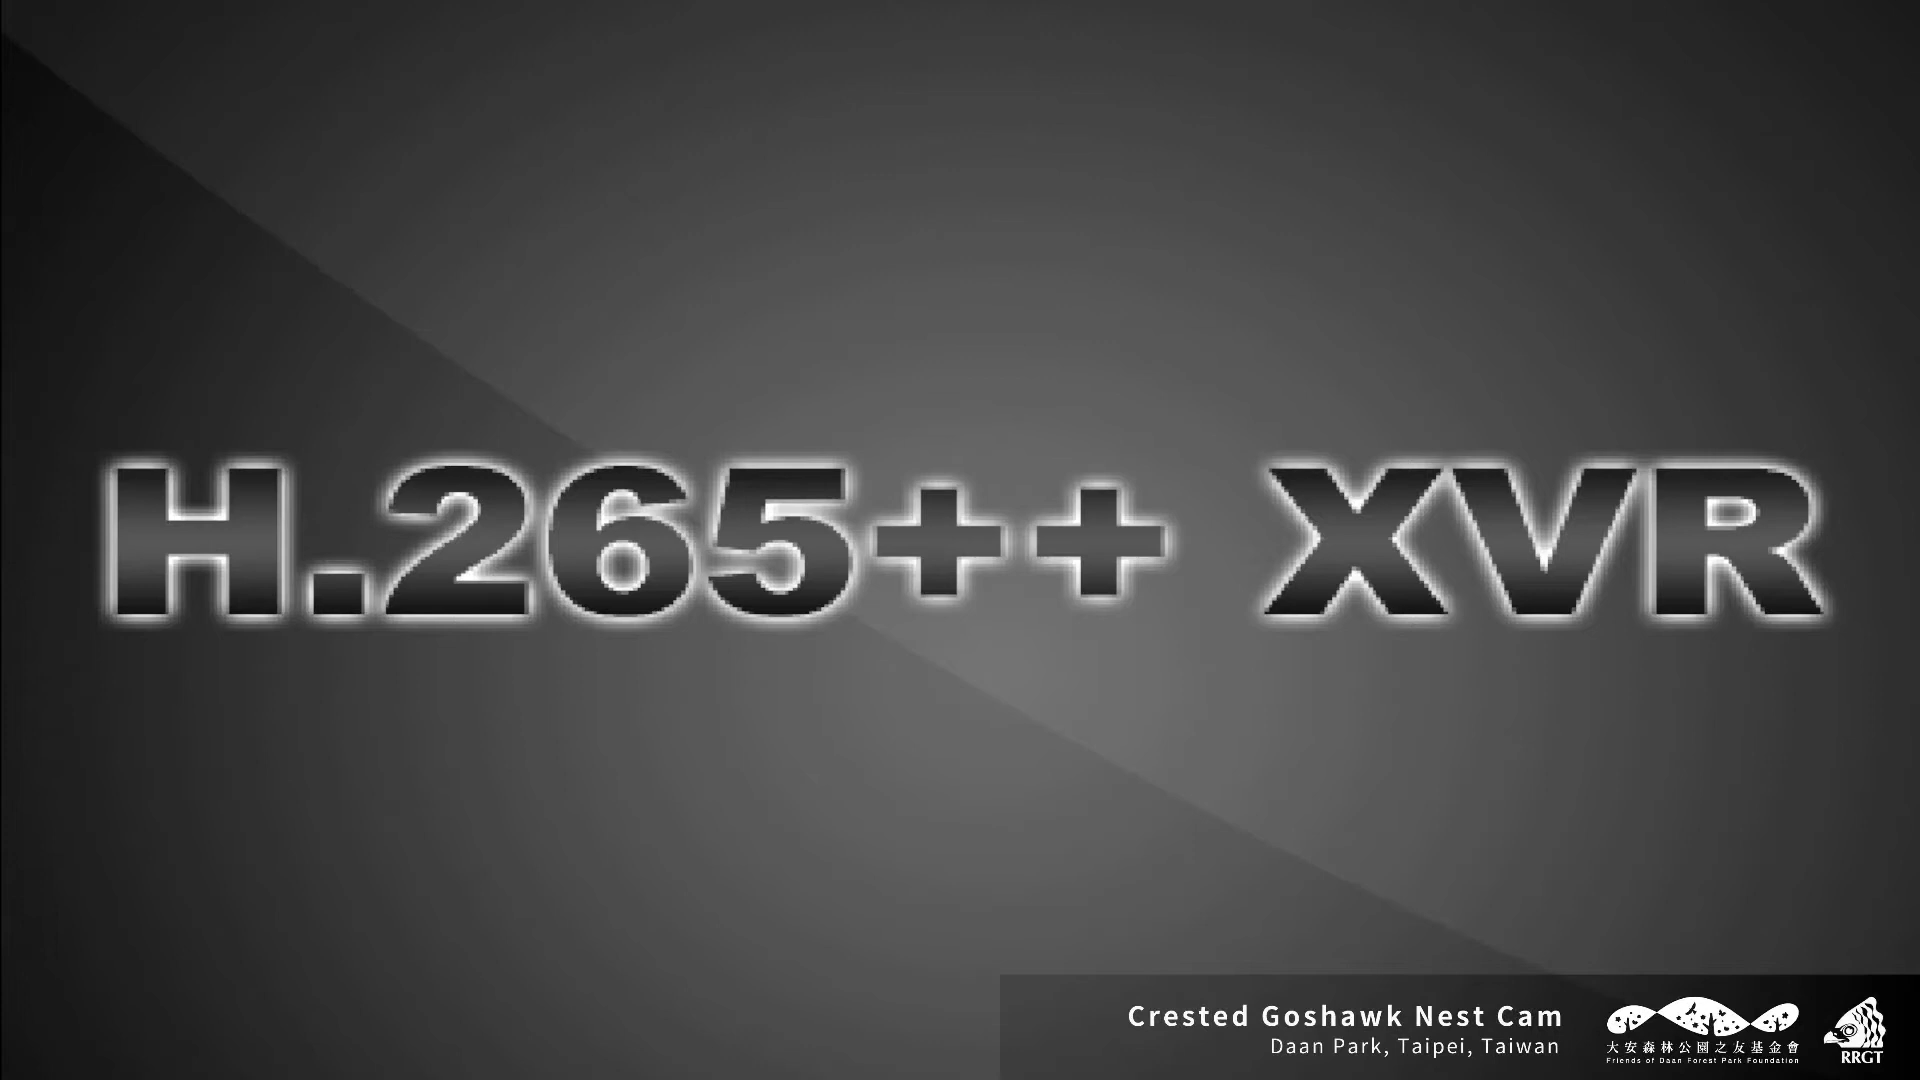 H.265++ XVR
Crested Goshawk Nest Cam
Daan Park, Taipei, Taiwan
大安森林公園之友基金會
Friends of Daan Forest Park Foundation
RRGT